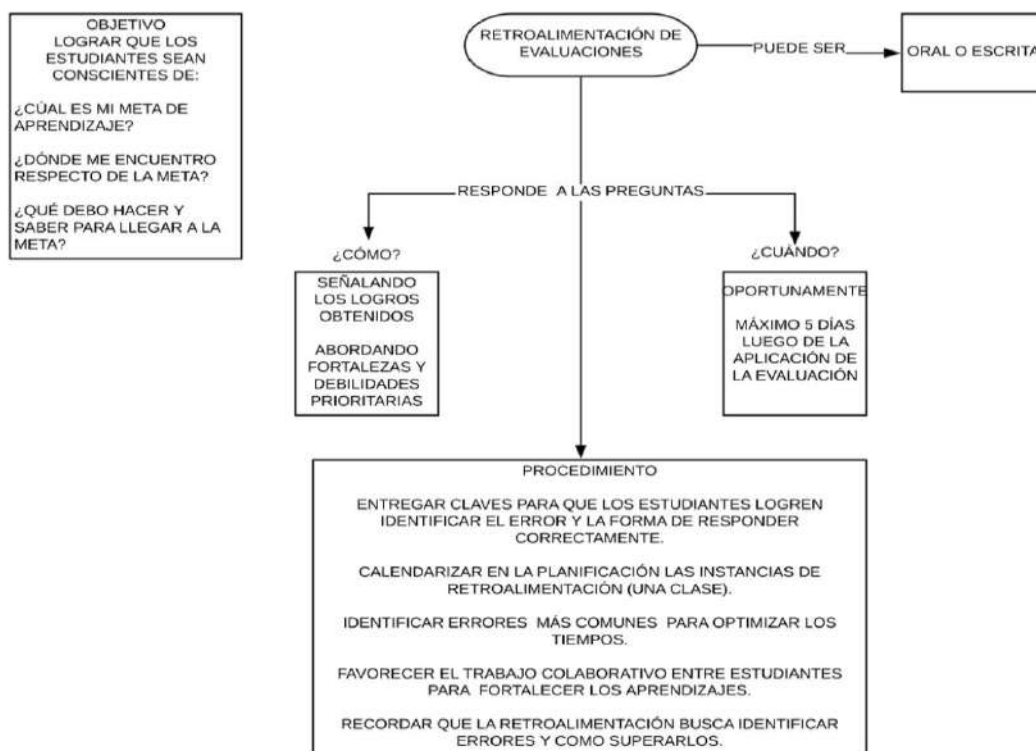 OBJETIVO
LOGRAR QUE LOS
ESTUDIANTES SEAN
CONSCIENTES DE:
¿CÚAL ES MI META DE
APRENDIZAJE?
¿DÓNDE ME ENCUENTRO
RESPECTO DE LA META?
¿QUÉ DEBO HACER Y
SABER PARA LLEGAR A LA
META?
RETROALIMENTACIÓN DE
EVALUACIONES
PUEDE SER
ORAL O ESCRITA
RESPONDE A LAS PREGUNTAS
¿CÓMO?
SEÑALANDO
LOS LOGROS
OBTENIDOS
ABORDANDO
FORTALEZAS Y
DEBILIDADES
PRIORITARIAS
¿CUÁNDO?
OPORTUNAMENTE
MÁXIMO 5 DÍAS
LUEGO DE LA
APLICACIÓN DE
LA EVALUACIÓN
PROCEDIMIENTO
ENTREGAR CLAVES PARA QUE LOS ESTUDIANTES LOGREN
IDENTIFICAR EL ERROR Y LA FORMA DE RESPONDER
CORRECTAMENTE.
CALENDARIZAR EN LA PLANIFICACIÓN LAS INSTANCIAS DE
RETROALIMENTACIÓN (UNA CLASE).
IDENTIFICAR ERRORES MÁS COMUNES PARA OPTIMIZAR LOS
TIEMPOS.
FAVORECER EL TRABAJO COLABORATIVO ENTRE ESTUDIANTES
PARA FORTALECER LOS APRENDIZAJES.
RECORDAR QUE LA RETROALIMENTACIÓN BUSCA IDENTIFICAR
ERRORES Y COMO SUPERARLOS.